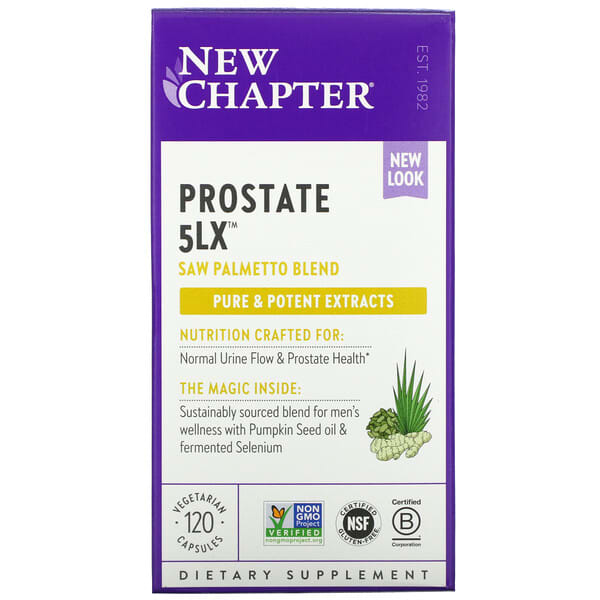 NEW
CHAPTER®
EST. 1982
NEW
LOOK
PROSTATE
5LX™
SAW PALMETTO BLEND
PURE & POTENT EXTRACTS
NUTRITION CRAFTED FOR:
Normal Urine Flow & Prostate Health*
THE MAGIC INSIDE:
Sustainably sourced blend for men's
wellness with Pumpkin Seed oil &
fermented Selenium
VEGETARIAN
120
CAPSULES
NON
GMO
Project
VERIFIED
nongmoproject.org
CERTIFIED
NSF
GLUTEN-FREE
Certified
B
Corporation
DIETARY SUPPLEMENT